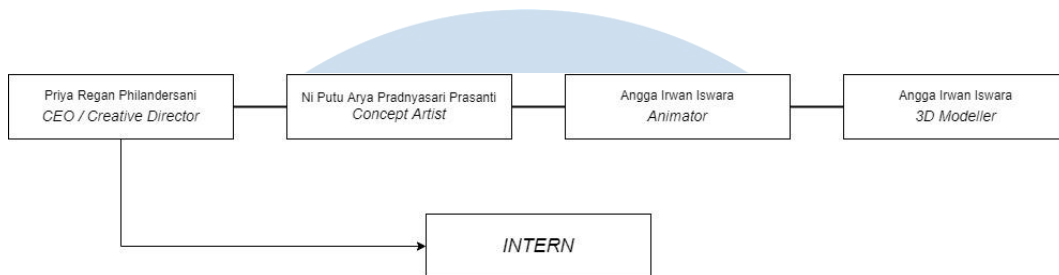 Priya Regan Philandersani
CEO / Creative Director
Ni Putu Arya Pradnyasari Prasanti
Concept Artist
Angga Irwan Iswara
Animator
Angga Irwan Iswara
3D Modeller
INTERN